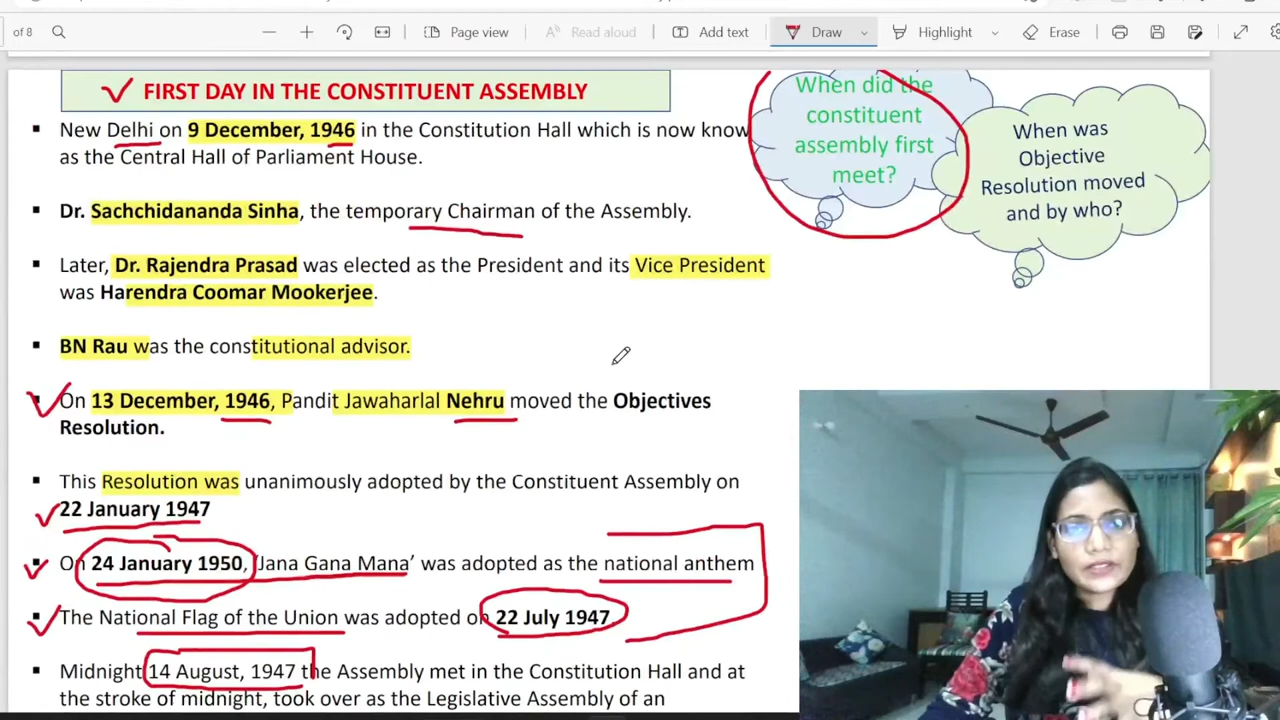 of 8
Page view
Read aloud
Add text
Draw
Highlight
Erase
FIRST DAY IN THE CONSTITUENT ASSEMBLY
New Delhi on 9 December, 1946 in the Constitution Hall which is now know
as the Central Hall of Parliament House.
Dr. Sachchidananda Sinha, the temporary Chairman of the Assembly.
Later, Dr. Rajendra Prasad was elected as the President and its Vice President
was Harendra Coomar Mookerjee.
BN Rau was the constitutional advisor.
On 13 December, 1946, Pandit Jawaharlal Nehru moved the Objectives
Resolution.
This Resolution was unanimously adopted by the Constituent Assembly on
22 January 1947
On 24 January 1950, ‘Jana Gana Mana’ was adopted as the national anthem
The National Flag of the Union was adopted on 22 July 1947
Midnight 14 August, 1947 the Assembly met in the Constitution Hall and at
the stroke of midnight, took over as the Legislative Assembly of an
When did the
constituent
assembly first
meet?
When was
Objective
Resolution moved
and by who?